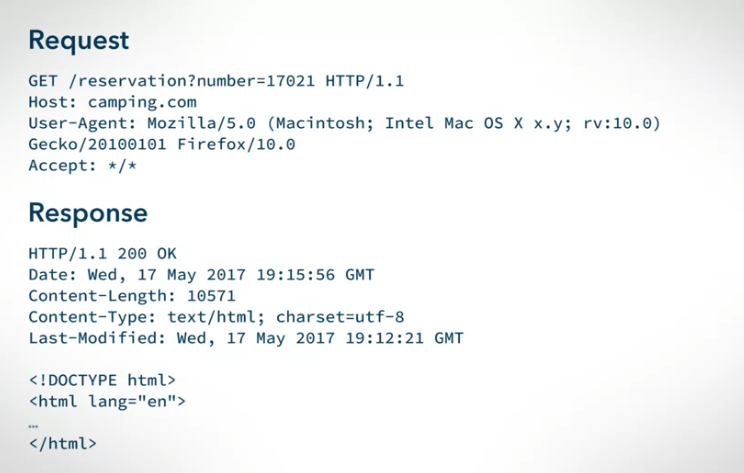 Request
GET /reservation?number=17021 HTTP/1.1
Host: camping.com
User-Agent: Mozilla/5.0 (Macintosh; Intel Mac OS X x.y; rv:10.0)
Gecko/20100101 Firefox/10.0
Accept: */*
Response
HTTP/1.1 200 OK
Date: Wed, 17 May 2017 19:15:56 GMT
Content-Length: 10571
Content-Type: text/html; charset=utf-8
Last-Modified: Wed, 17 May 2017 19:12:21 GMT
<!DOCTYPE html>
<html lang="en">
…
</html>